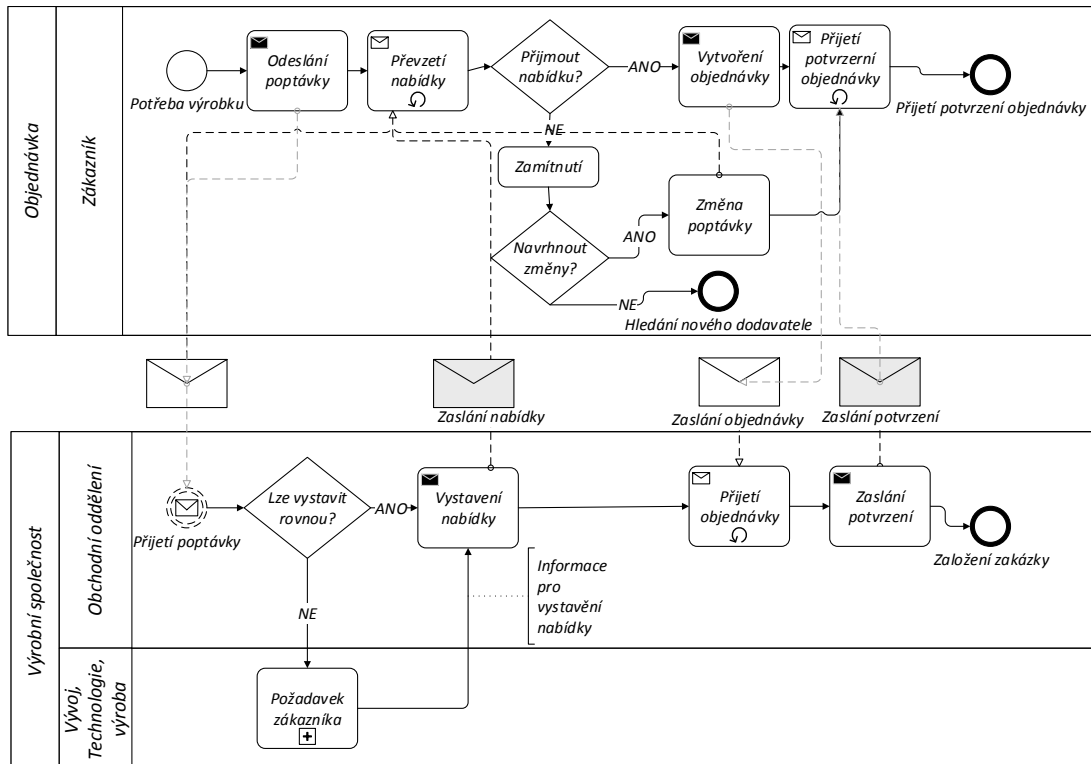 Objednávka
Zákazník
Potřeba výrobku
Odeslání
poptávky
Převzetí
nabídky
Přijmout
nabídku?
ANO
Vytvoření
objednávky
Přijetí
potvrzerní
objednávky
Přijetí potvrzení objednávky
NE
Zamítnutí
Navrhnout
změny?
ANO
Změna
poptávky
NE
Hledání nového dodavatele
Zaslání nabídky
Zaslání objednávky
Zaslání potvrzení
Výrobní společnost
Obchodní oddělení
Přijetí poptávky
Lze vystavit
rovnou?
ANO
Vystavení
nabídky
Přijetí
objednávky
Zaslání
potvrzení
Založení zakázky
Informace
pro
vystavění
nabídky
NE
Vývoj,
Technologie,
výroba
Požadavek
zákazníka